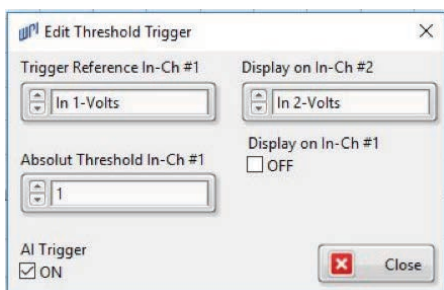 WPI Edit Threshold Trigger
Trigger Reference In-Ch #1
Display on In-Ch #2
In 1-Volts
In 2-Volts
Absolut Threshold In-Ch #1
Display on In-Ch #1
OFF
1
AI Trigger
ON
Close